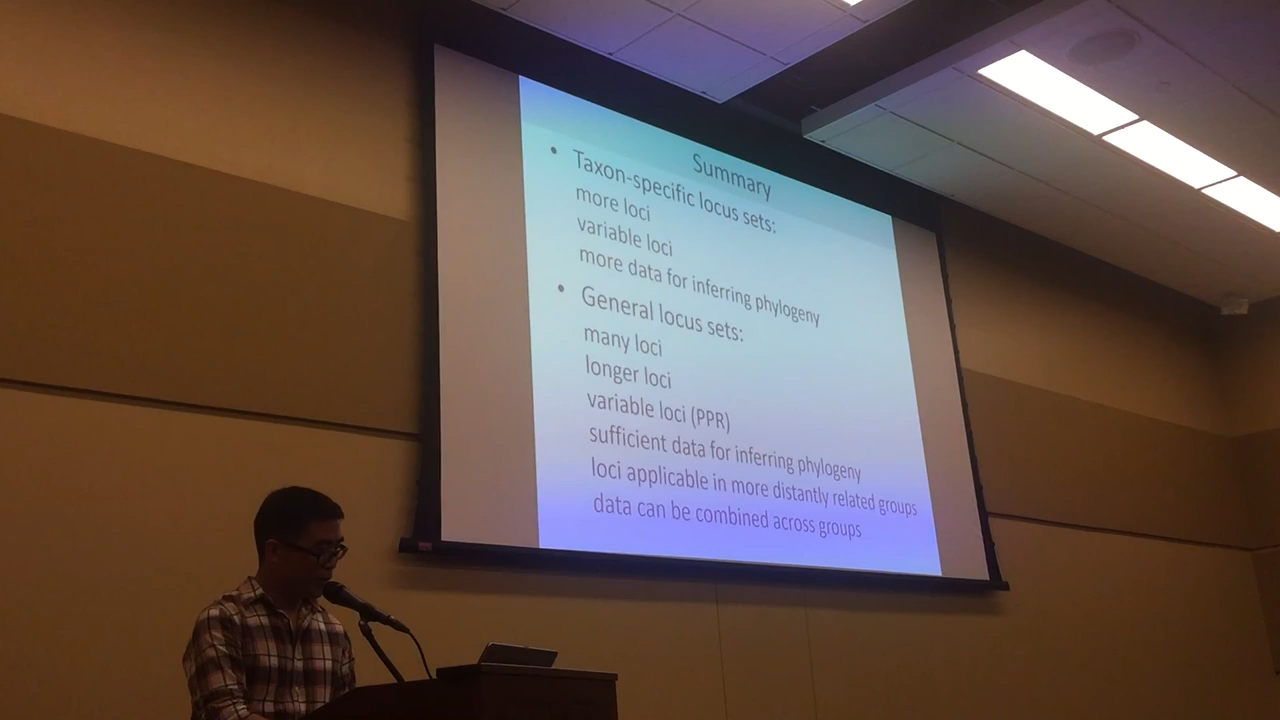 Summary
• Taxon-specific locus sets:
more loci
variable loci
more data for inferring phylogeny
• General locus sets:
many loci
longer loci
variable loci (PPR)
sufficient data for inferring phylogeny
loci applicable in more distantly related groups
data can be combined across groups